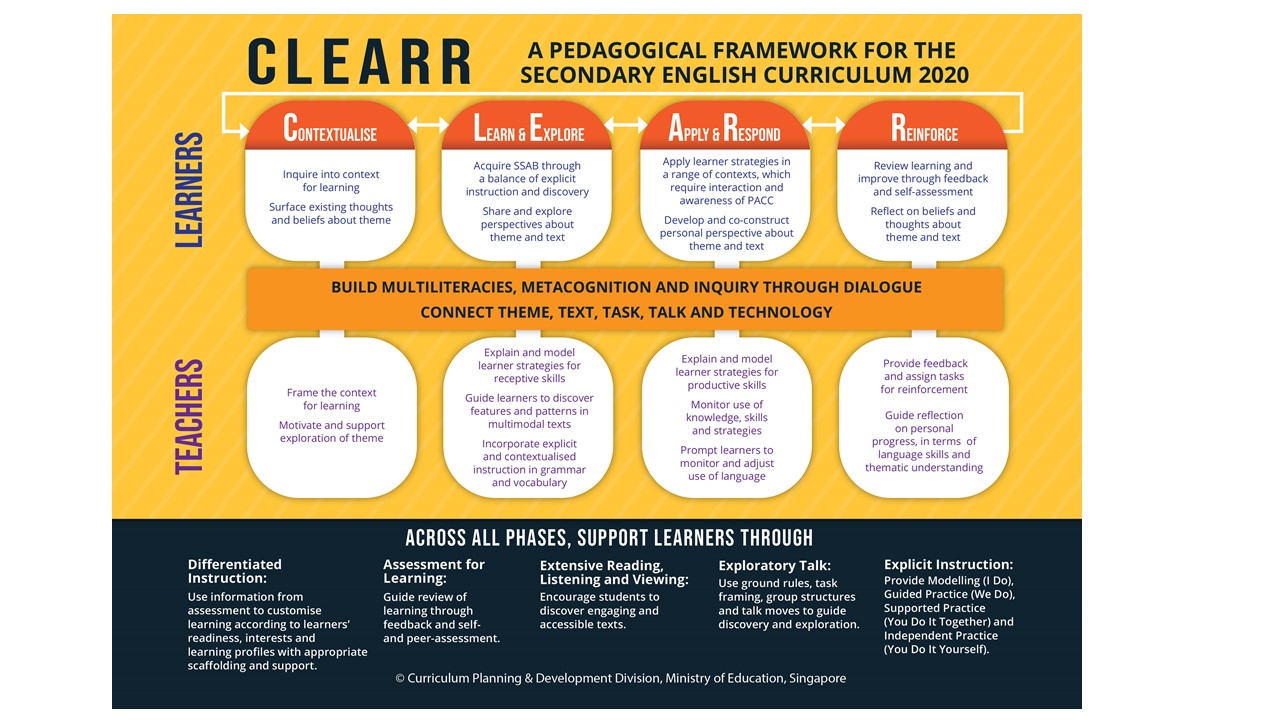 CLEARR
A PEDAGOGICAL FRAMEWORK FOR THE
SECONDARY ENGLISH CURRICULUM 2020
LEARNERS
CONTEXTUALISE
Inquire into context
for learning
Surface existing thoughts
and beliefs about theme
LEARN & EXPLORE
Acquire SSAB through
a balance of explicit
instruction and discovery
Share and explore
perspectives about
theme and text
APPLY & RESPOND
Apply learner strategies in
a range of contexts, which
require interaction and
awareness of PACC
Develop and co-construct
personal perspective about
theme and text
REINFORCE
Review learning and
improve through feedback
and self-assessment
Reflect on beliefs and
thoughts about
theme and text
BUILD MULTILITERACIES, METACOGNITION AND INQUIRY THROUGH DIALOGUE
CONNECT THEME, TEXT, TASK, TALK AND TECHNOLOGY
TEACHERS
Frame the context
for learning
Motivate and support
exploration of theme
Explain and model
learner strategies for
receptive skills
Guide learners to discover
features and patterns in
multimodal texts
Incorporate explicit
and contextualised
instruction in grammar
and vocabulary
Explain and model
learner strategies for
productive skills
Monitor use of
knowledge, skills
and strategies
Prompt learners to
monitor and adjust
use of language
Provide feedback
and assign tasks
for reinforcement
Guide reflection
on personal
progress, in terms of
language skills and
thematic understanding
ACROSS ALL PHASES, SUPPORT LEARNERS THROUGH
Differentiated
Instruction:
Use information from
assessment to customise
learning according to learners'
readiness, interests and
learning profiles with appropriate
scaffolding and support.
Assessment for
Learning:
Guide review of
learning through
feedback and self-
and peer-assessment.
Extensive Reading,
Listening and Viewing:
Encourage students to
discover engaging and
accessible texts.
Exploratory Talk:
Use ground rules, task
framing, group structures
and talk moves to guide
discovery and exploration.
Explicit Instruction:
Provide Modelling (I Do),
Guided Practice (We Do),
Supported Practice
(You Do It Together) and
Independent Practice
(You Do It Yourself).
© Curriculum Planning & Development Division, Ministry of Education, Singapore